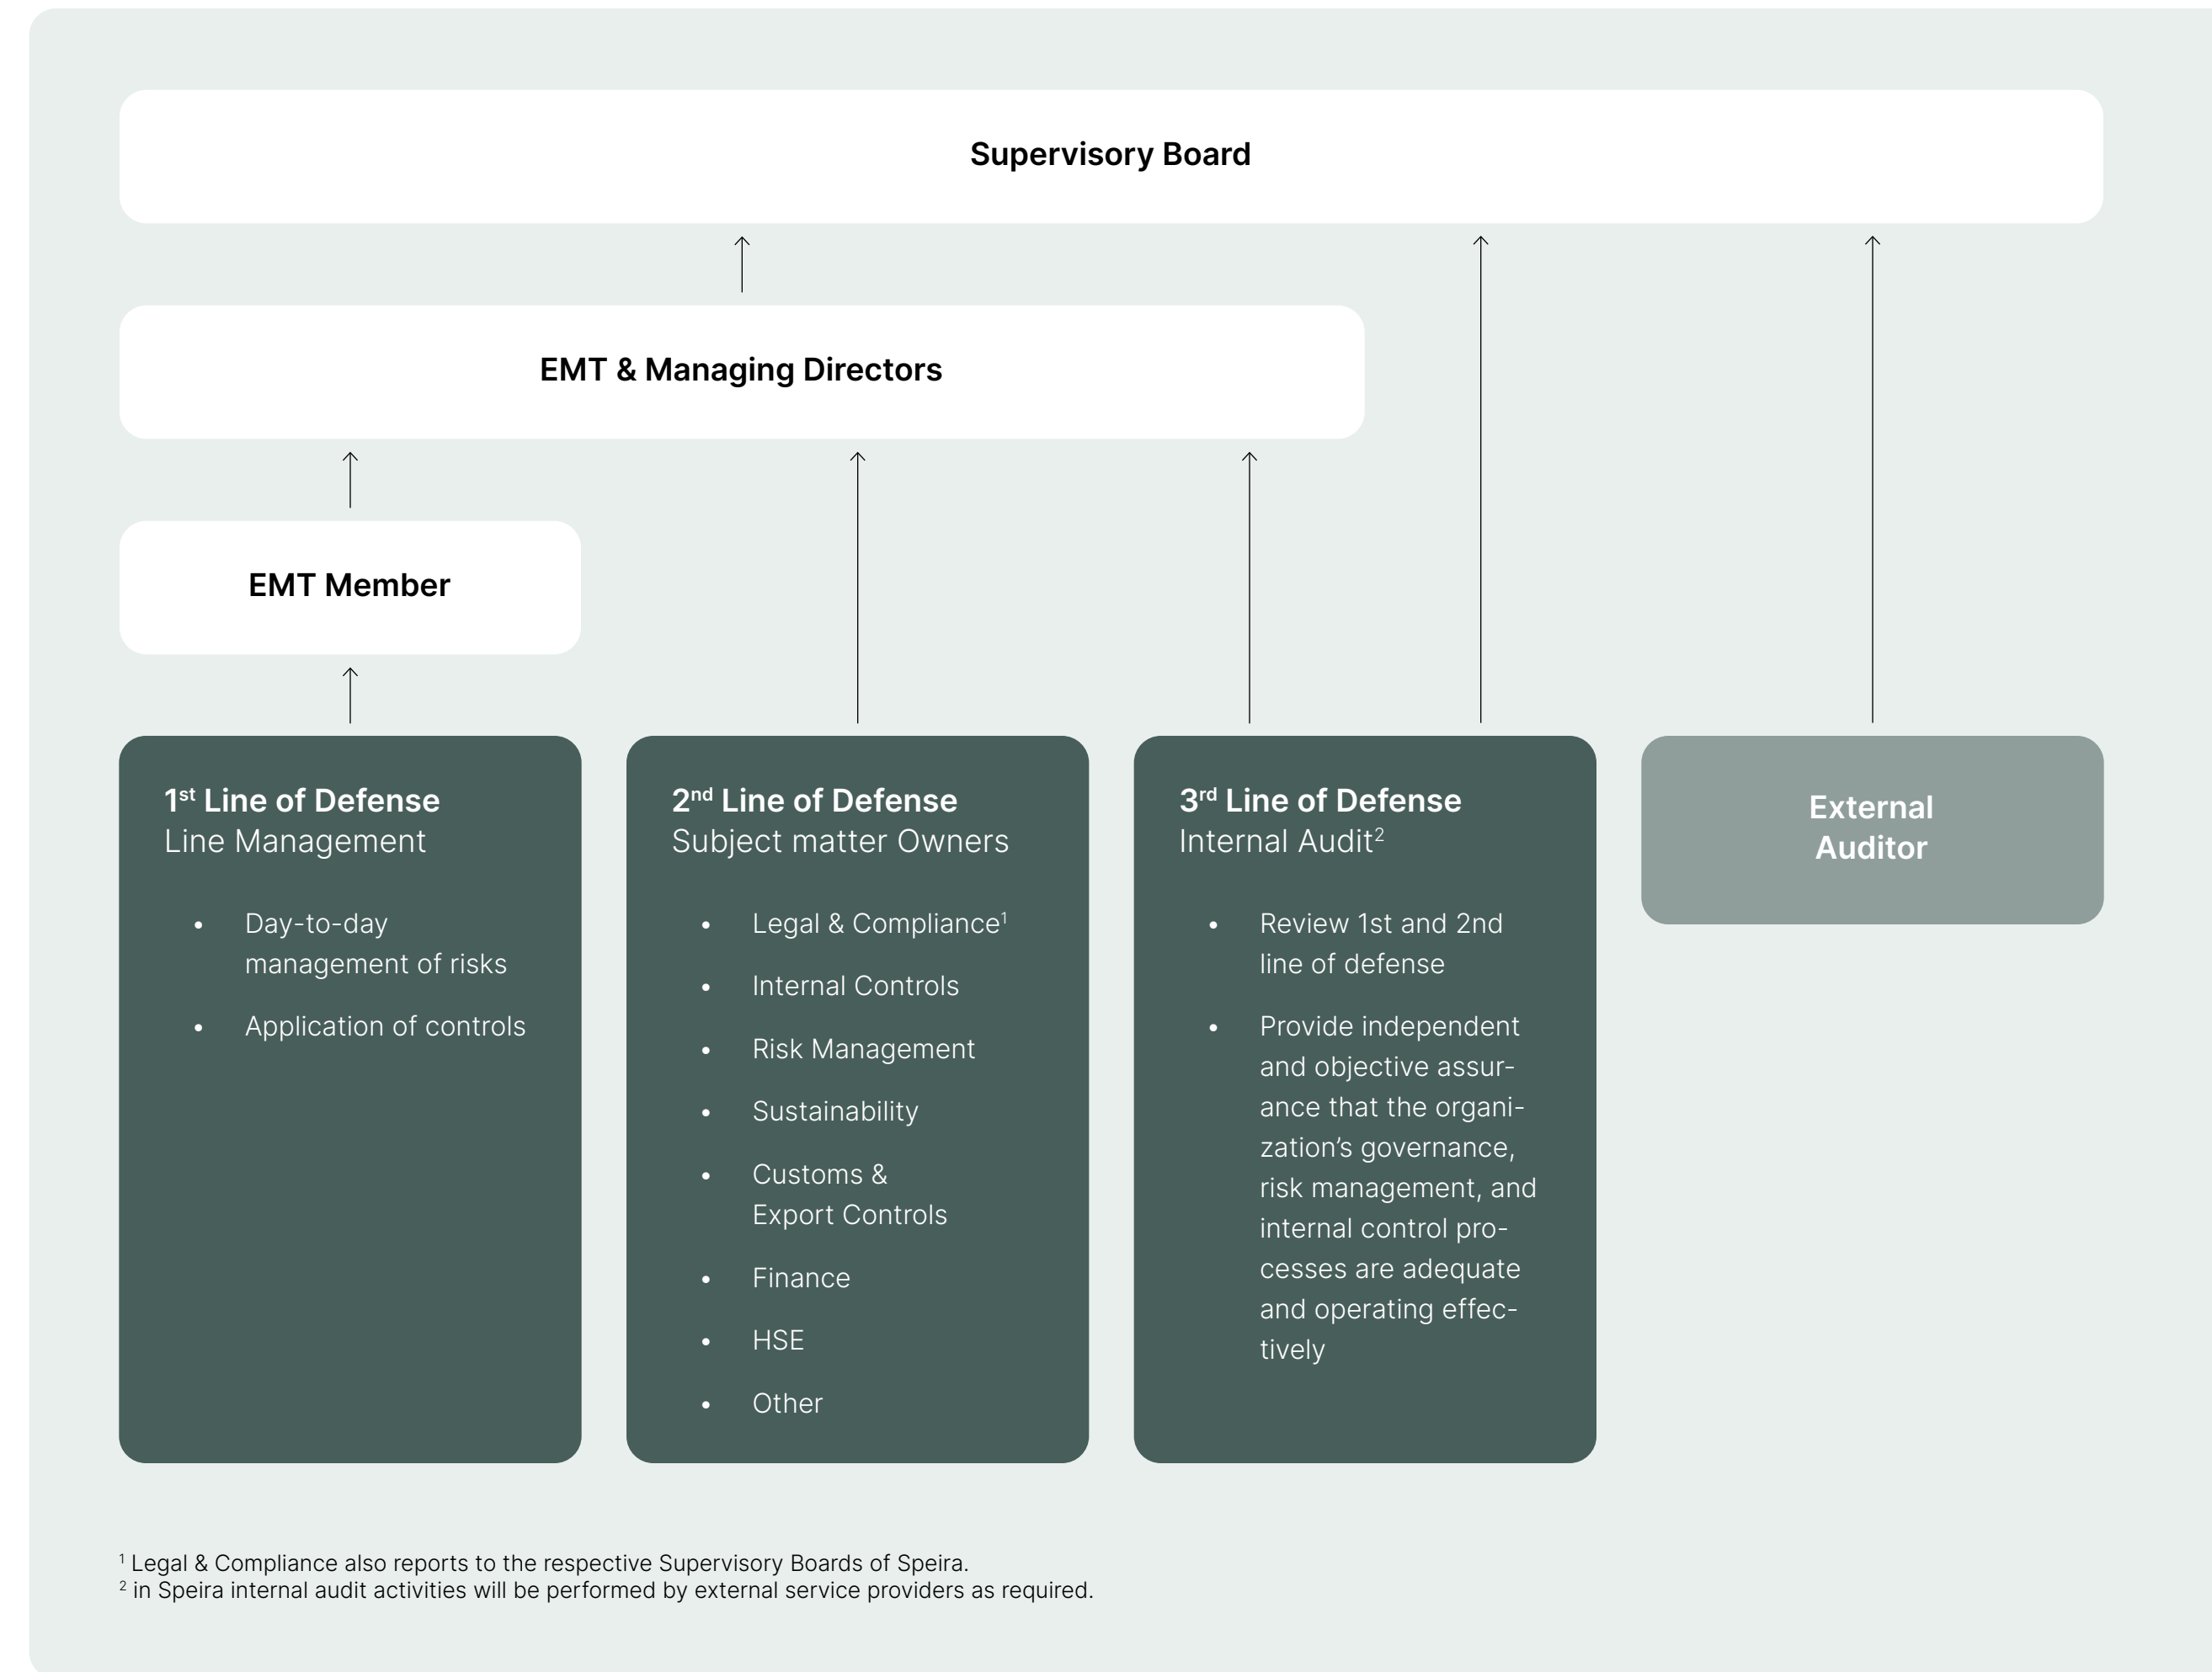 Supervisory Board
EMT & Managing Directors
EMT Member
1st Line of Defense
Line Management
• Day-to-day
management of risks
• Application of controls
2nd Line of Defense
Subject matter Owners
• Legal & Compliance1
• Internal Controls
• Risk Management
• Sustainability
• Customs &
Export Controls
• Finance
• HSE
• Other
3rd Line of Defense
Internal Audit2
• Review 1st and 2nd
line of defense
• Provide independent
and objective assur-
ance that the organi-
zation’s governance,
risk management, and
internal control pro-
cesses are adequate
and operating effec-
tively
External
Auditor
1 Legal & Compliance also reports to the respective Supervisory Boards of Speira.
2 in Speira internal audit activities will be performed by external service providers as required.